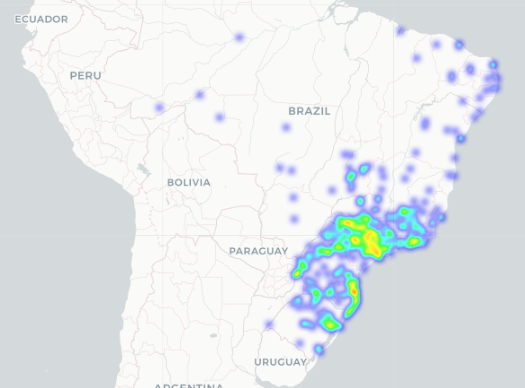 ECUADOR
PERU
BRAZIL
BOLIVIA
PARAGUAY
URUGUAY
ARGENTINA